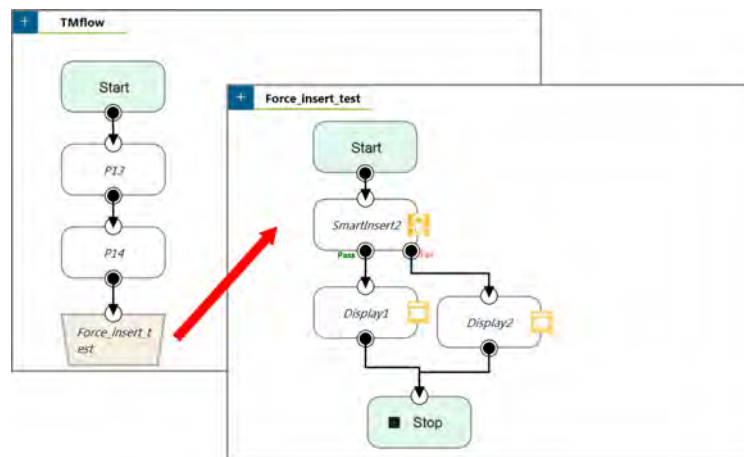 + TMflow
Start
P13
P14
Force_insert_t
est
+ Force_insert_test
Start
SmartInsert2
Pass
Fail
Display1
Display2
Stop